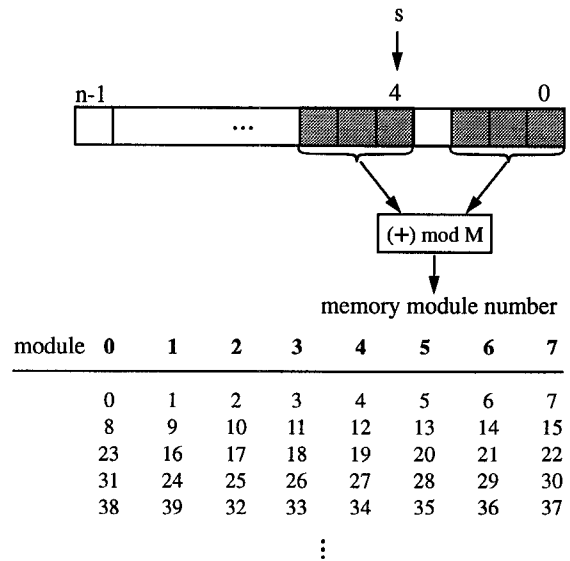 s
n-1 4 0
...
(+) mod M
memory module number
module 0 1 2 3 4 5 6 7
0 1 2 3 4 5 6 7
8 9 10 11 12 13 14 15
23 16 17 18 19 20 21 22
31 24 25 26 27 28 29 30
38 39 32 33 34 35 36 37
⋮